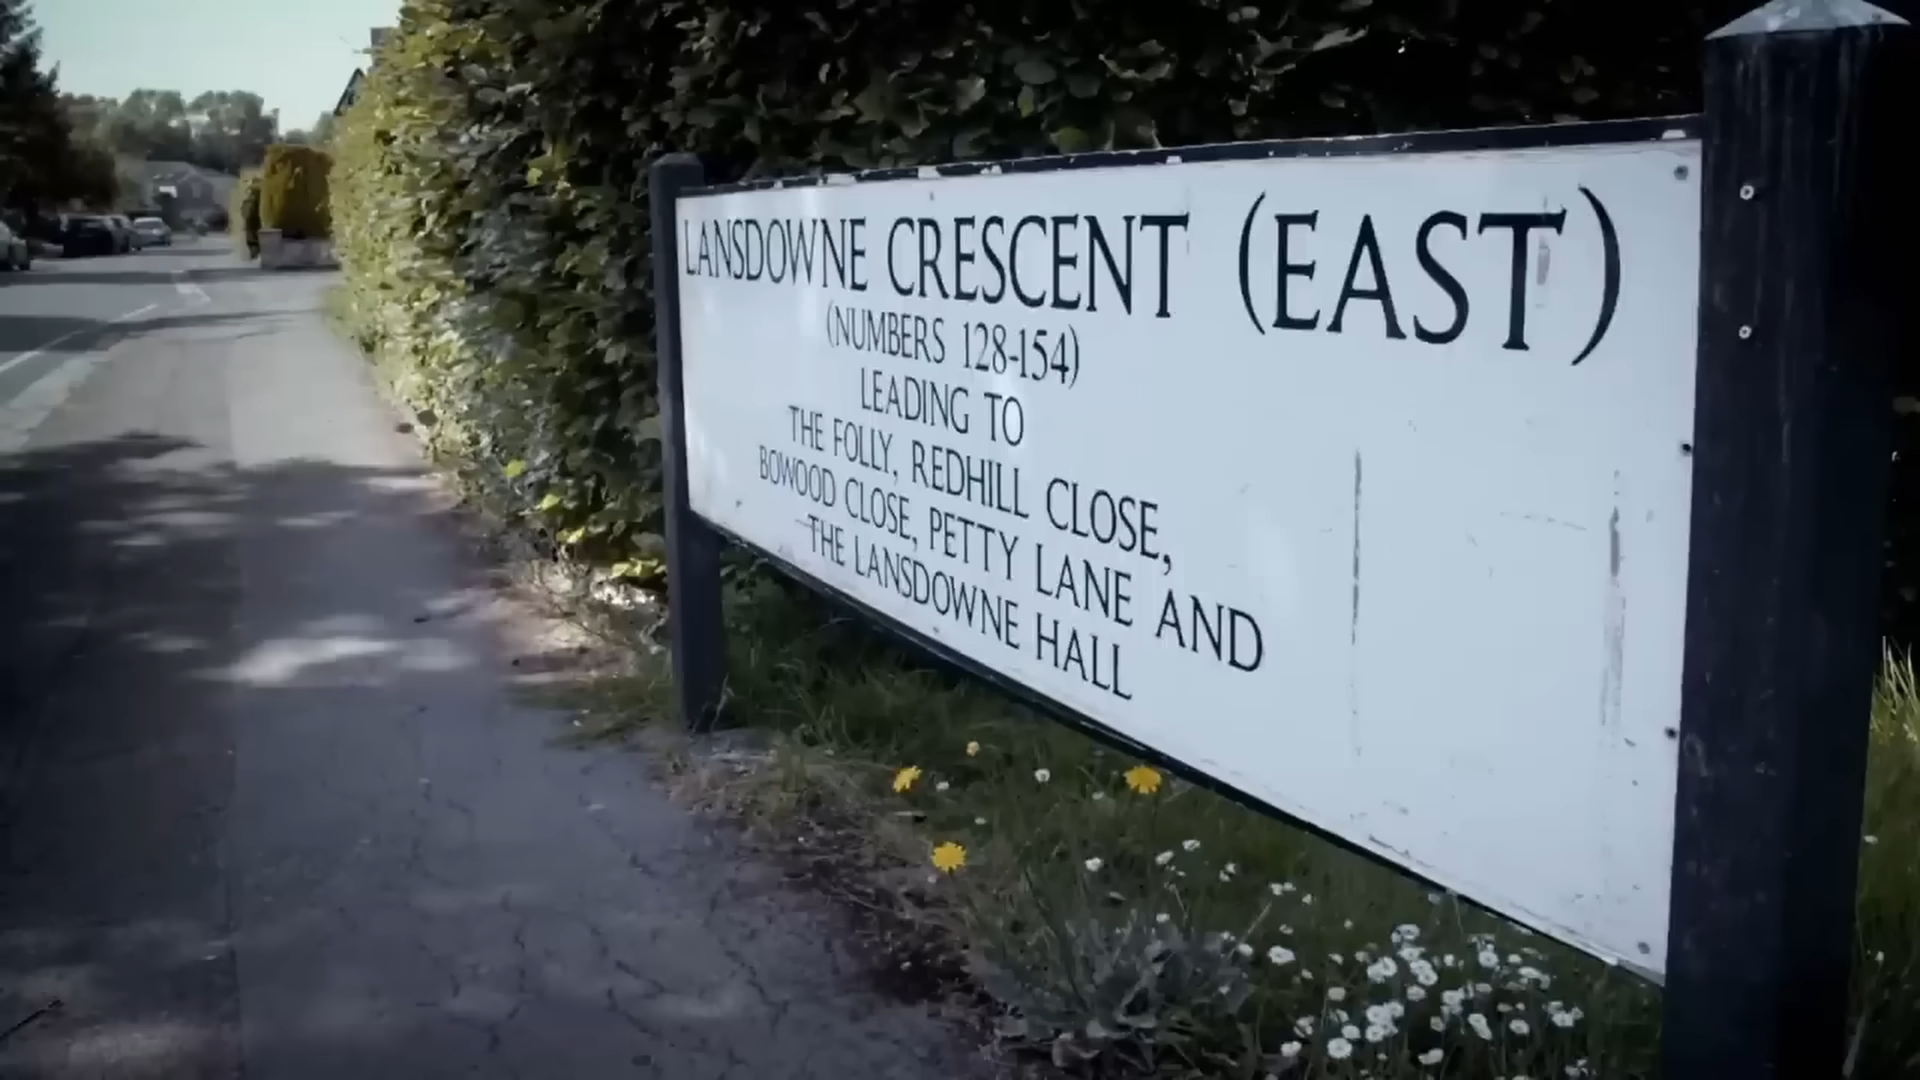 LANSDOWNE CRESCENT (EAST)
(NUMBERS 128-154)
LEADING TO
THE FOLLY, REDHILL CLOSE,
BOWOOD CLOSE, PETTY LANE AND
THE LANSDOWNE HALL